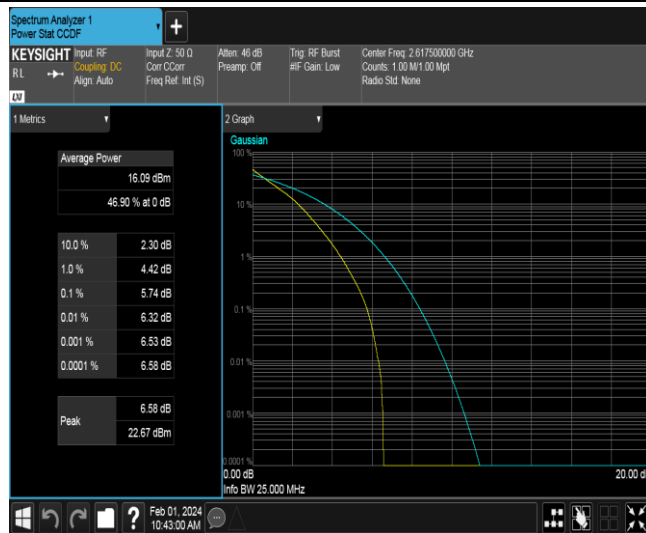 Spectrum Analyzer 1
Power Stat CCDF
+
KEYSIGHT
RL
LXI
Input: RF
Coupling: DC
Align: Auto
Input Z: 50 Ω
Corr CCorr
Freq Ref: Int (S)
Atten: 46 dB
Preamp: Off
Trig: RF Burst
#IF Gain: Low
Center Freq: 2.617500000 GHz
Counts: 1.00 M/1.00 Mpt
Radio Std: None
1 Metrics
Average Power
16.09 dBm
46.90 % at 0 dB
10.0 % 2.30 dB
1.0 % 4.42 dB
0.1 % 5.74 dB
0.01 % 6.32 dB
0.001 % 6.53 dB
0.0001 % 6.58 dB
Peak
6.58 dB
22.67 dBm
2 Graph
Gaussian
100 %
10 %
1 %
0.1 %
0.01 %
0.001 %
0.0001 %
0.00 dB 20.00 d
Info BW 25.000 MHz
? Feb 01, 2024
10:43:00 AM